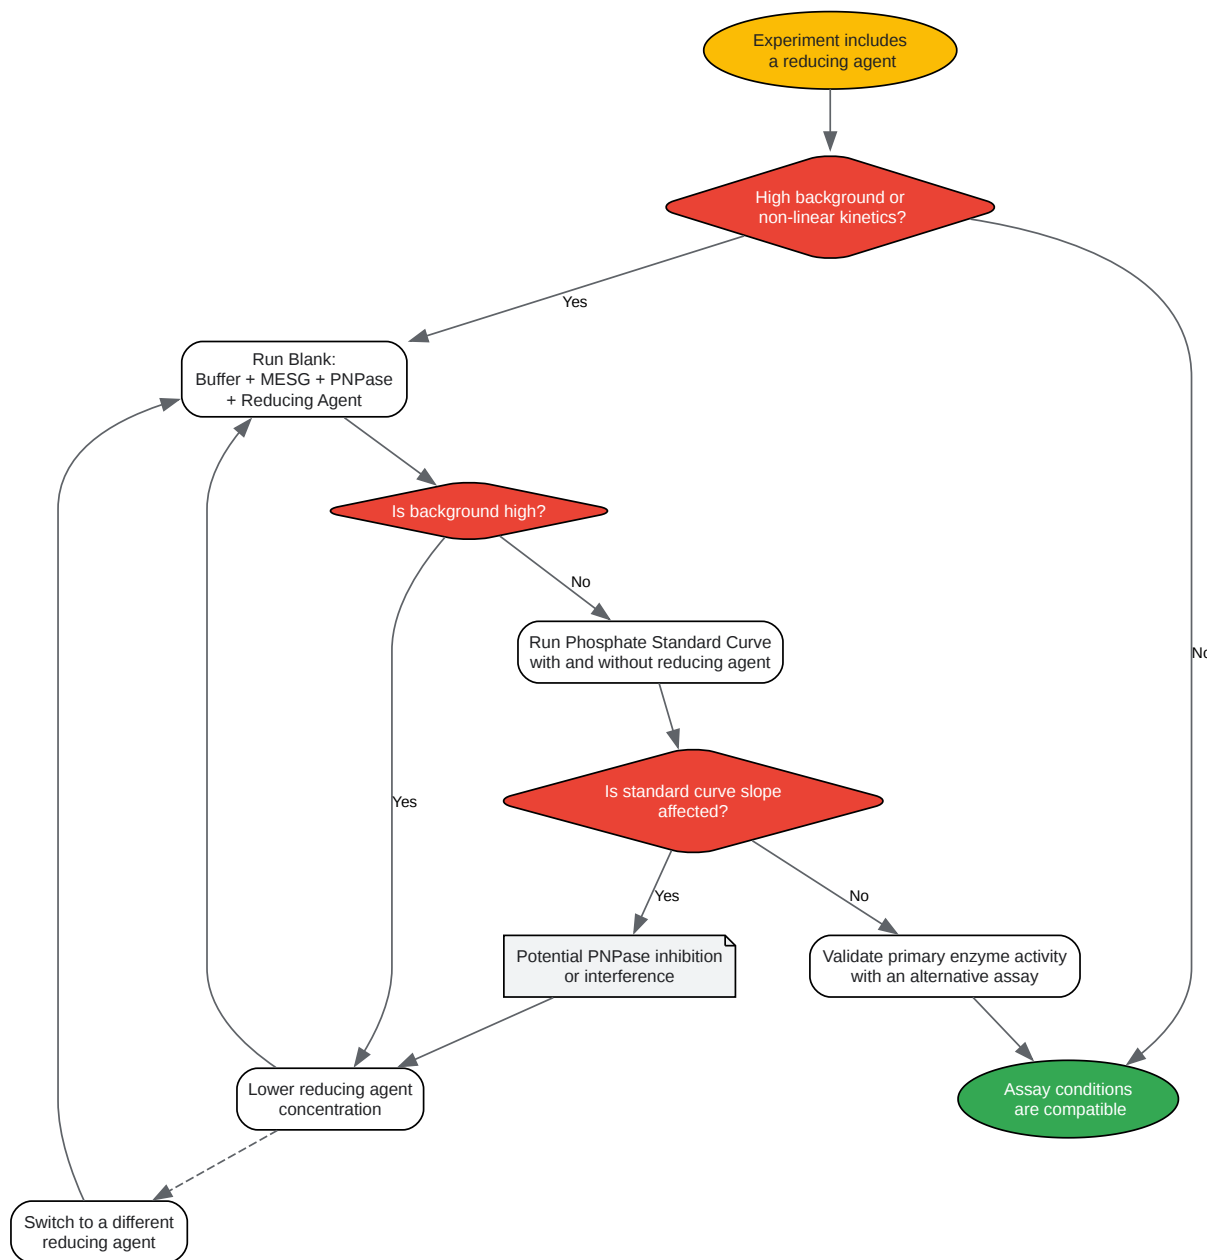 Experiment includes
a reducing agent
High background or
non-linear kinetics?
Yes
Run Blank:
Buffer + MESG + PNPase
+ Reducing Agent
Is background high?
No
Run Phosphate Standard Curve
with and without reducing agent
No
Is standard curve slope
affected?
Yes
Yes
No
Potential PNPase inhibition
or interference
Validate primary enzyme activity
with an alternative assay
Lower reducing agent
concentration
Assay conditions
are compatible
Switch to a different
reducing agent